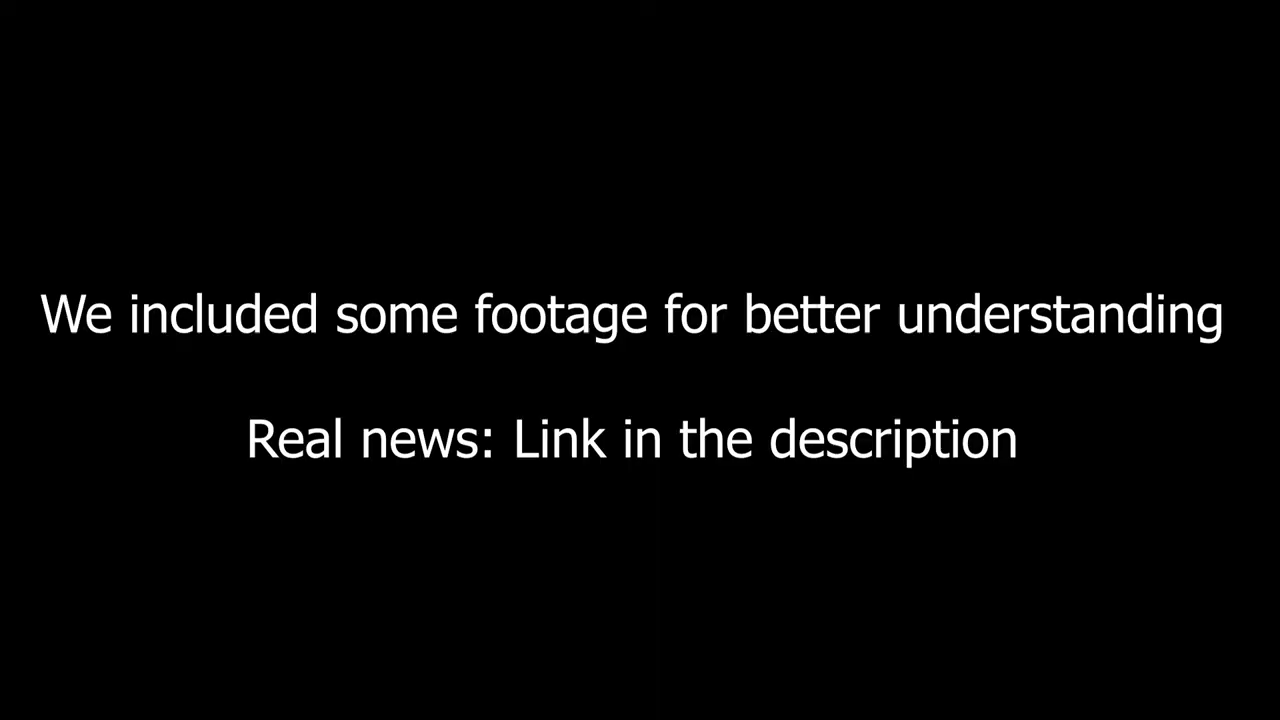 We included some footage for better understanding
Real news: Link in the description